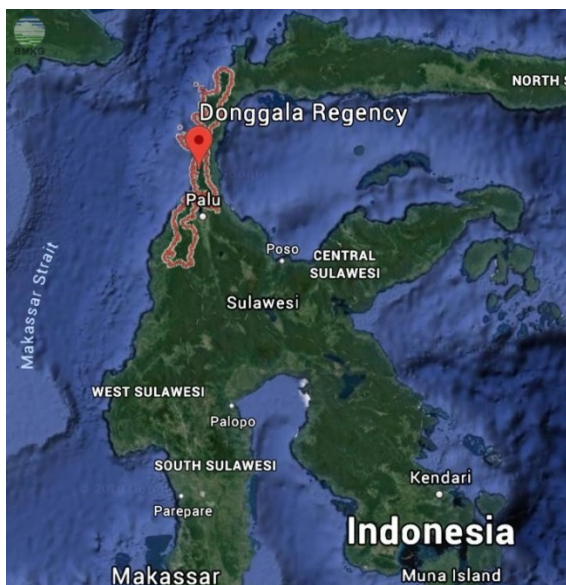 BMKG
NORTH S
Donggala Regency
Palu
Poso
CENTRAL
SULAWESI
Sulawesi
Makassar Strait
WEST SULAWESI
Palopo
SOUTH SULAWESI
Kendari
Parepare
Indonesia
Makassar
Muna Island